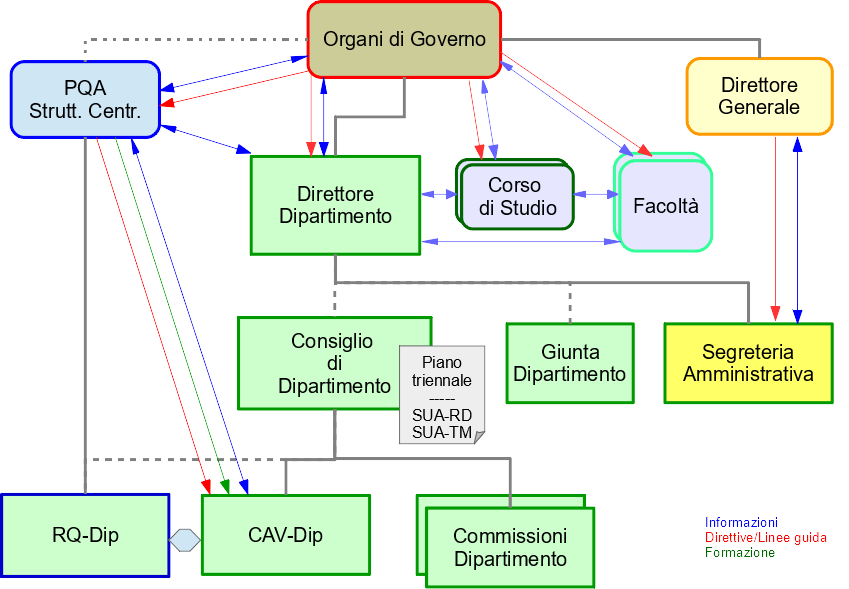 Organi di Governo
PQA
Strutt. Centr.
Direttore
Generale
Direttore
Dipartimento
Corso
di Studio
Facoltà
Consiglio
di
Dipartimento
Piano
triennale
-----
SUA-RD
SUA-TM
Giunta
Dipartimento
Segreteria
Amministrativa
RQ-Dip
CAV-Dip
Commissioni
Dipartimento
Informazioni
Direttive/Linee guida
Formazione